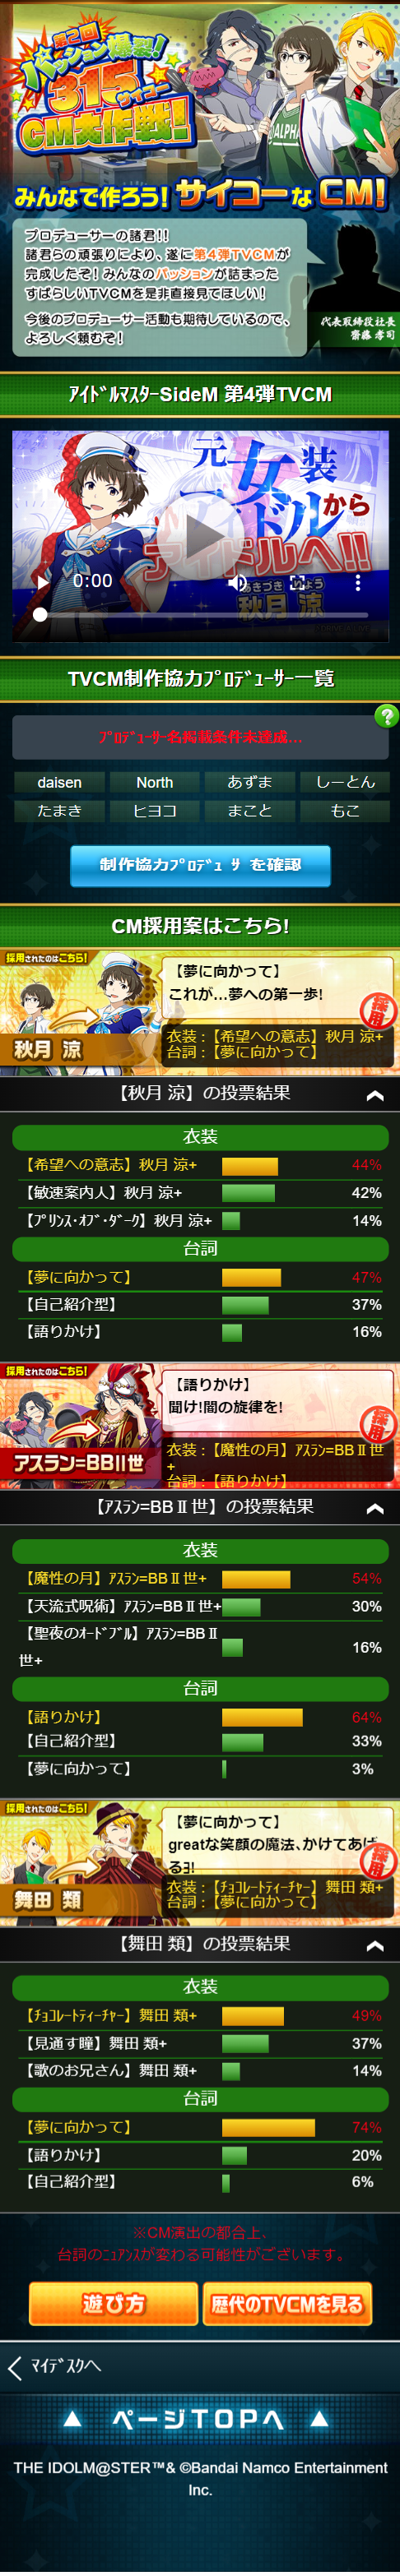 第2回
パッション爆裂!
315
サイコー
CM大作戦!
ALPHA
みんなで作ろう!サイコーなCM!
プロデューサーの諸君!!
諸君らの頑張りにより、遂に第4弾TVCMが
完成したぞ!みんなのパッションが詰まった
すばらしいTVCMを是非直接見てほしい!
今後のプロデューサー活動も期待しているので、
よろしく頼むぞ!
代表取締役社長
齋藤 孝司
ｱｲﾄﾞﾙﾏｽﾀｰSideM 第4弾TVCM
元女装
アイドルから
アイドルへ!!
あきづき りょう
秋月 涼
0:00
TVCM制作協力ﾌﾟﾛﾃﾞｭｰｻｰ一覧
?
ﾌﾟﾛﾃﾞｭｰｻｰ名掲載条件未達成…
daisen North あずま しーとん
たまき ヒヨコ まこと もこ
制作協力ﾌﾟﾛﾃﾞｭｰｻｰを確認
CM採用案はこちら!
採用されたのはこちら!
【夢に向かって】
これが…夢への第一歩!
採用
秋月 涼
衣装：【希望への意志】秋月 涼+
台詞：【夢に向かって】
【秋月 涼】の投票結果
衣装
【希望への意志】秋月 涼+ 44%
【敏速案内人】秋月 涼+ 42%
【ﾌﾟﾘﾝｽ･ｵﾌﾞ･ﾀﾞｰｸ】秋月 涼+ 14%
台詞
【夢に向かって】 47%
【自己紹介型】 37%
【語りかけ】 16%
採用されたのはこちら!
【語りかけ】
聞け!闇の旋律を!
採用
アスラン=BBII世
衣装：【魔性の月】ｱｽﾗﾝ=BBⅡ世
+
台詞：【語りかけ】
【ｱｽﾗﾝ=BBⅡ世】の投票結果
衣装
【魔性の月】ｱｽﾗﾝ=BBⅡ世+ 54%
【天流式呪術】ｱｽﾗﾝ=BBⅡ世+ 30%
【聖夜のｵｰﾄﾞﾌﾞﾙ】ｱｽﾗﾝ=BBⅡ
世+ 16%
台詞
【語りかけ】 64%
【自己紹介型】 33%
【夢に向かって】 3%
採用されたのはこちら!
【夢に向かって】
greatな笑顔の魔法､かけてあげ
るﾖ!
採用
舞田 類
衣装：【ﾁｮｺﾚｰﾄﾃｨｰﾁｬｰ】舞田 類+
台詞：【夢に向かって】
【舞田 類】の投票結果
衣装
【ﾁｮｺﾚｰﾄﾃｨｰﾁｬｰ】舞田 類+ 49%
【見通す瞳】舞田 類+ 37%
【歌のお兄さん】舞田 類+ 14%
台詞
【夢に向かって】 74%
【語りかけ】 20%
【自己紹介型】 6%
※CM演出の都合上、
台詞のﾆｭｱﾝｽが変わる可能性がございます。
遊び方 歴代のTVCMを見る
ﾏｲﾃﾞｽｸへ
▲ ページTOPへ ▲
THE IDOLM@STER™& ©Bandai Namco Entertainment
Inc.